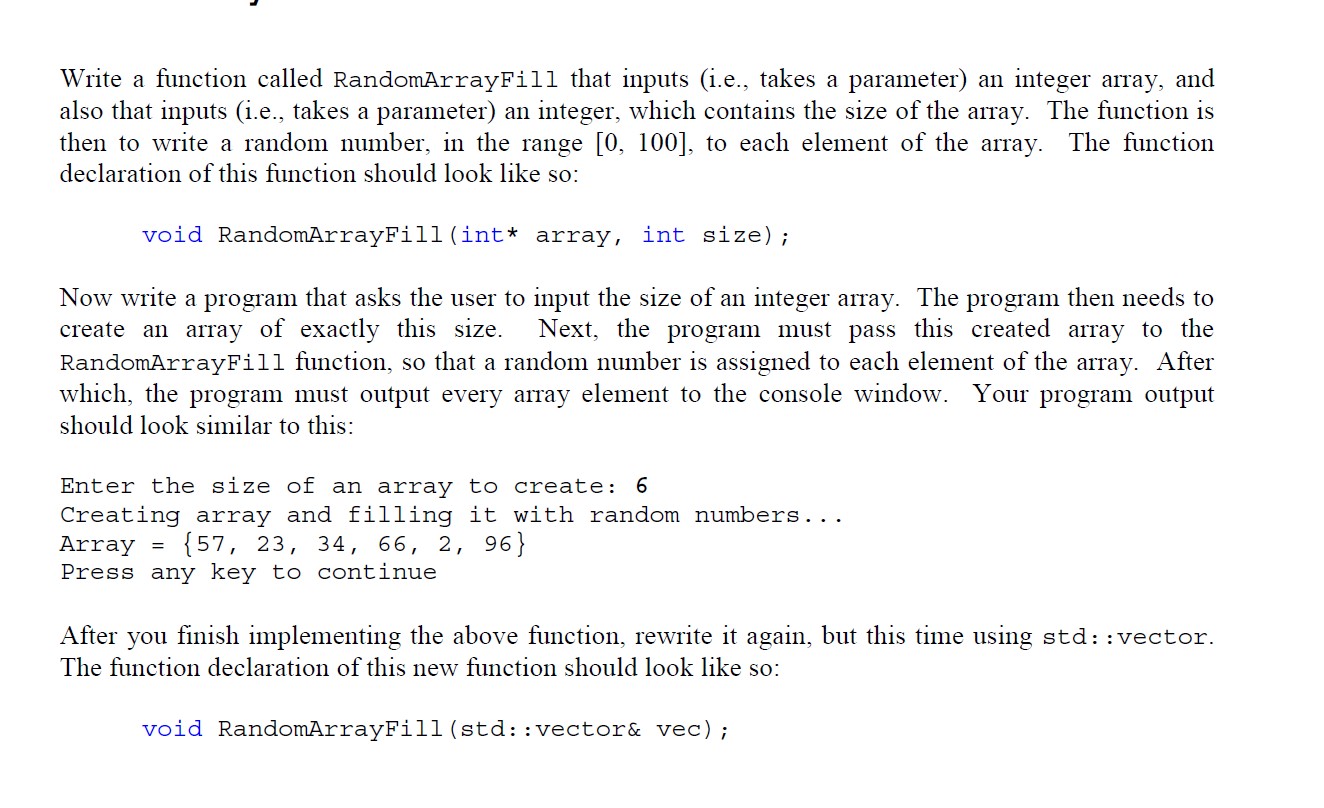 Write a function called RandomArrayFill that inputs (i.e., takes a parameter) an integer array, and
also that inputs (i.e., takes a parameter) an integer, which contains the size of the array. The function is
then to write a random number, in the range [0, 100], to each element of the array. The function
declaration of this function should look like so:
void RandomArrayFill(int* array, int size);
Now write a program that asks the user to input the size of an integer array. The program then needs to
create an array of exactly this size. Next, the program must pass this created array to the
RandomArrayFill function, so that a random number is assigned to each element of the array. After
which, the program must output every array element to the console window. Your program output
should look similar to this:
Enter the size of an array to create: 6
Creating array and filling it with random numbers...
Array = {57, 23, 34, 66, 2, 96}
Press any key to continue
After you finish implementing the above function, rewrite it again, but this time using std::vector.
The function declaration of this new function should look like so:
void RandomArrayFill(std::vector& vec);